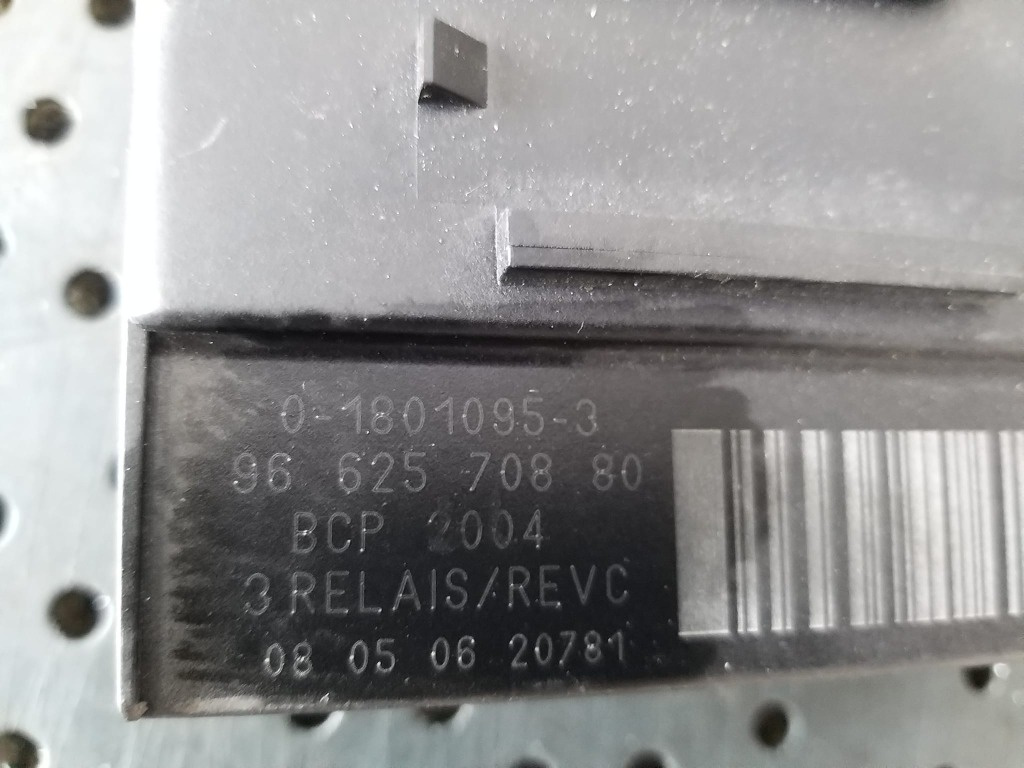 0-1801095-3
96 625 708 80
BCP 2004
3 RELAIS/REVC
08 05 06 20781